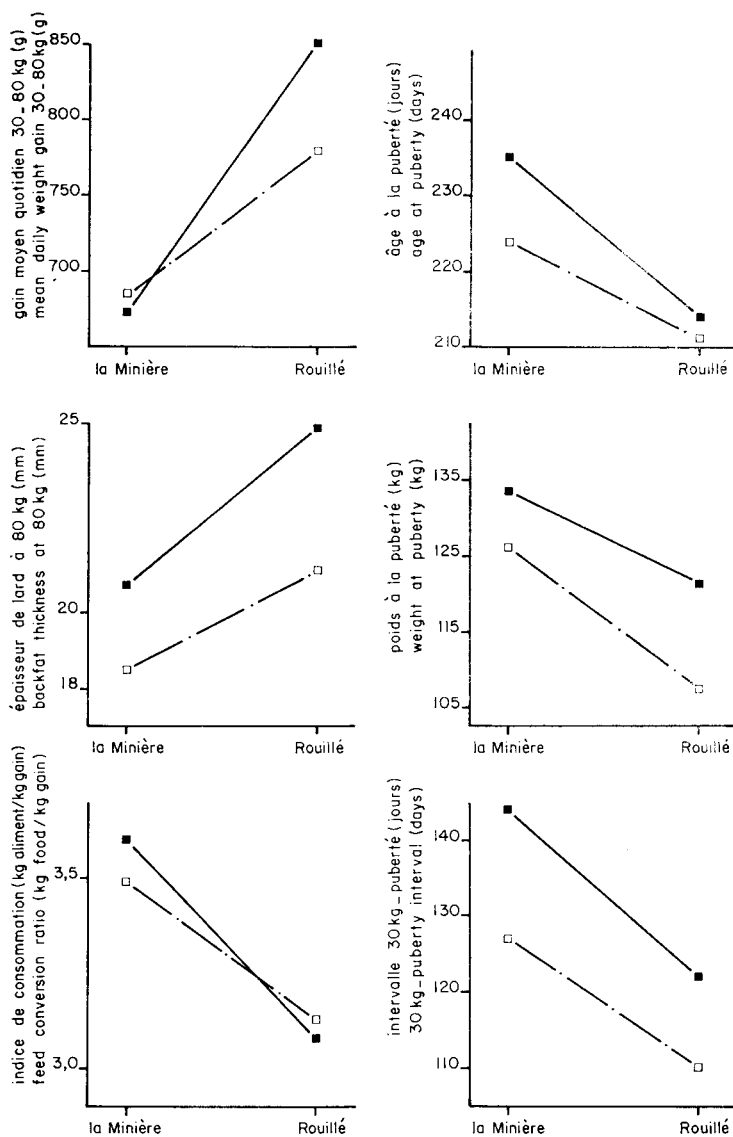 gain moyen quotidien 30_80 kg (g)
mean daily weight gain 30_80 kg (g)
850
800
750
700
la Minière
Rouillé
âge à la puberté (jours)
age at puberty (days)
240
230
220
210
la Minière
Rouillé
épaisseur de lard à 80 kg (mm)
backfat thickness at 80 kg (mm)
25
20
18
la Minière
Rouillé
poids à la puberté (kg)
weight at puberty (kg)
135
125
115
105
la Minière
Rouillé
indice de consommation (kg aliment/kg gain)
feed conversion ratio (kg food/kg gain)
3,5
3,0
la Minière
Rouillé
intervalle 30 kg_puberté (jours)
30 kg_puberty interval (days)
140
130
120
110
la Minière
Rouillé